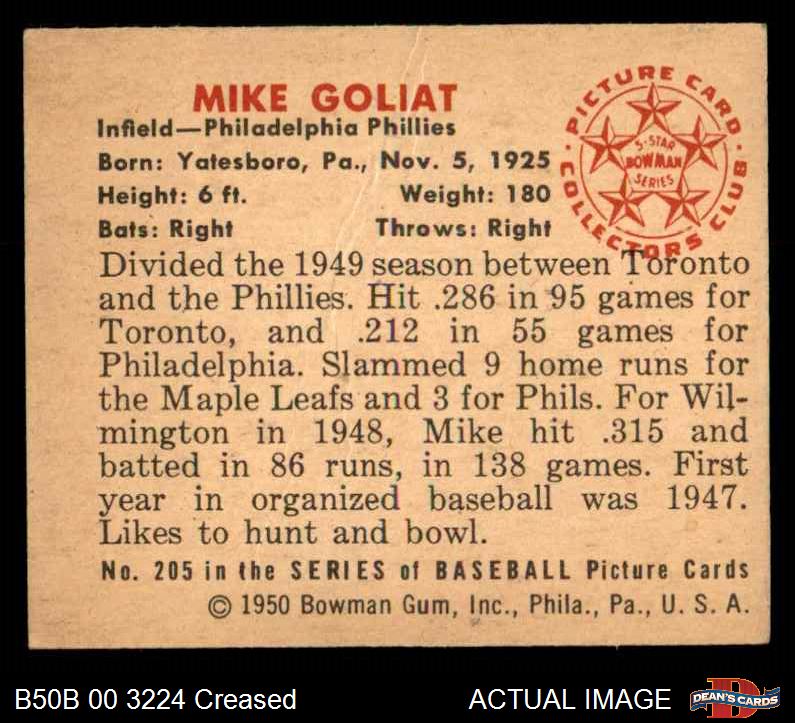 MIKE GOLIAT
Infield—Philadelphia Phillies
Born: Yatesboro, Pa., Nov. 5, 1925
Height: 6 ft. Weight: 180
Bats: Right Throws: Right
PICTURE CARD
COLLECTORS CLUB
5-STAR
BOWMAN
SERIES
Divided the 1949 season between Toronto
and the Phillies. Hit .286 in 95 games for
Toronto, and .212 in 55 games for
Philadelphia. Slammed 9 home runs for
the Maple Leafs and 3 for Phils. For Wil-
mington in 1948, Mike hit .315 and
batted in 86 runs, in 138 games. First
year in organized baseball was 1947.
Likes to hunt and bowl.
No. 205 in the SERIES of BASEBALL Picture Cards
© 1950 Bowman Gum, Inc., Phila., Pa., U. S. A.
B50B 00 3224 Creased ACTUAL IMAGE
D
DEAN'S CARDS